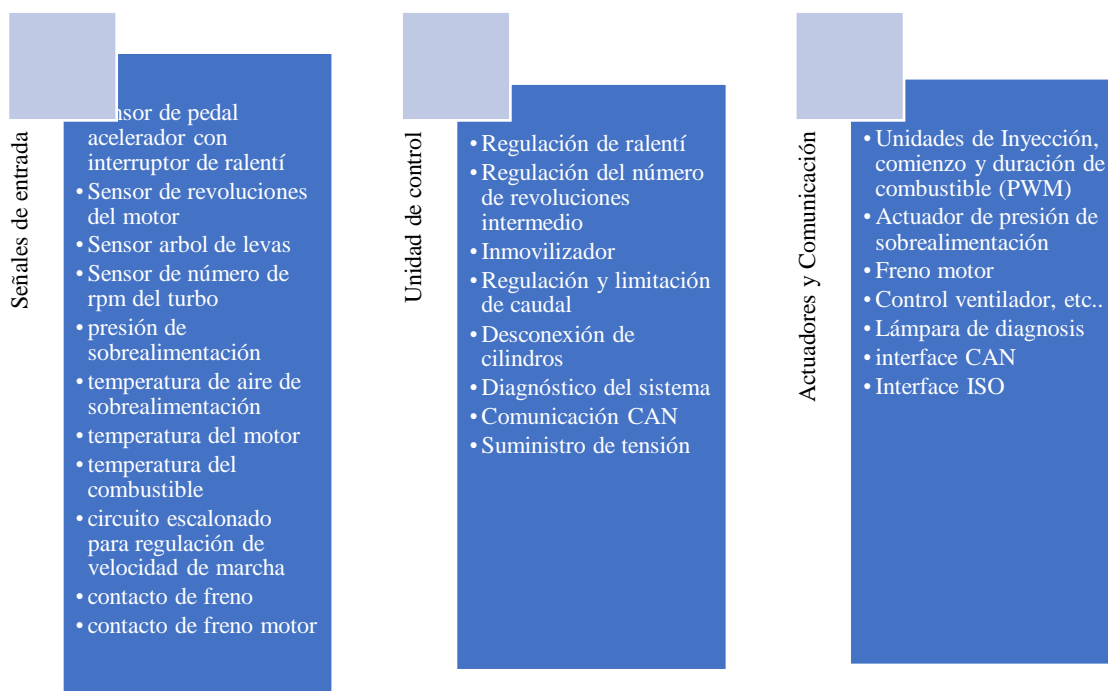 Señales de entrada
nsor de pedal
acelerador con
interruptor de ralentí
• Sensor de revoluciones
del motor
• Sensor arbol de levas
• Sensor de número de
rpm del turbo
• presión de
sobrealimentación
• temperatura de aire de
sobrealimentación
• temperatura del motor
• temperatura del
combustible
• circuito escalonado
para regulación de
velocidad de marcha
• contacto de freno
• contacto de freno motor
Unidad de control
• Regulación de ralentí
• Regulación del número
de revoluciones
intermedio
• Inmovilizador
• Regulación y limitación
de caudal
• Desconexión de
cilindros
• Diagnóstico del sistema
• Comunicación CAN
• Suministro de tensión
Actuadores y Comunicación
• Unidades de Inyección,
comienzo y duración de
combustible (PWM)
• Actuador de presión de
sobrealimentación
• Freno motor
• Control ventilador, etc..
• Lámpara de diagnosis
• interface CAN
• Interface ISO